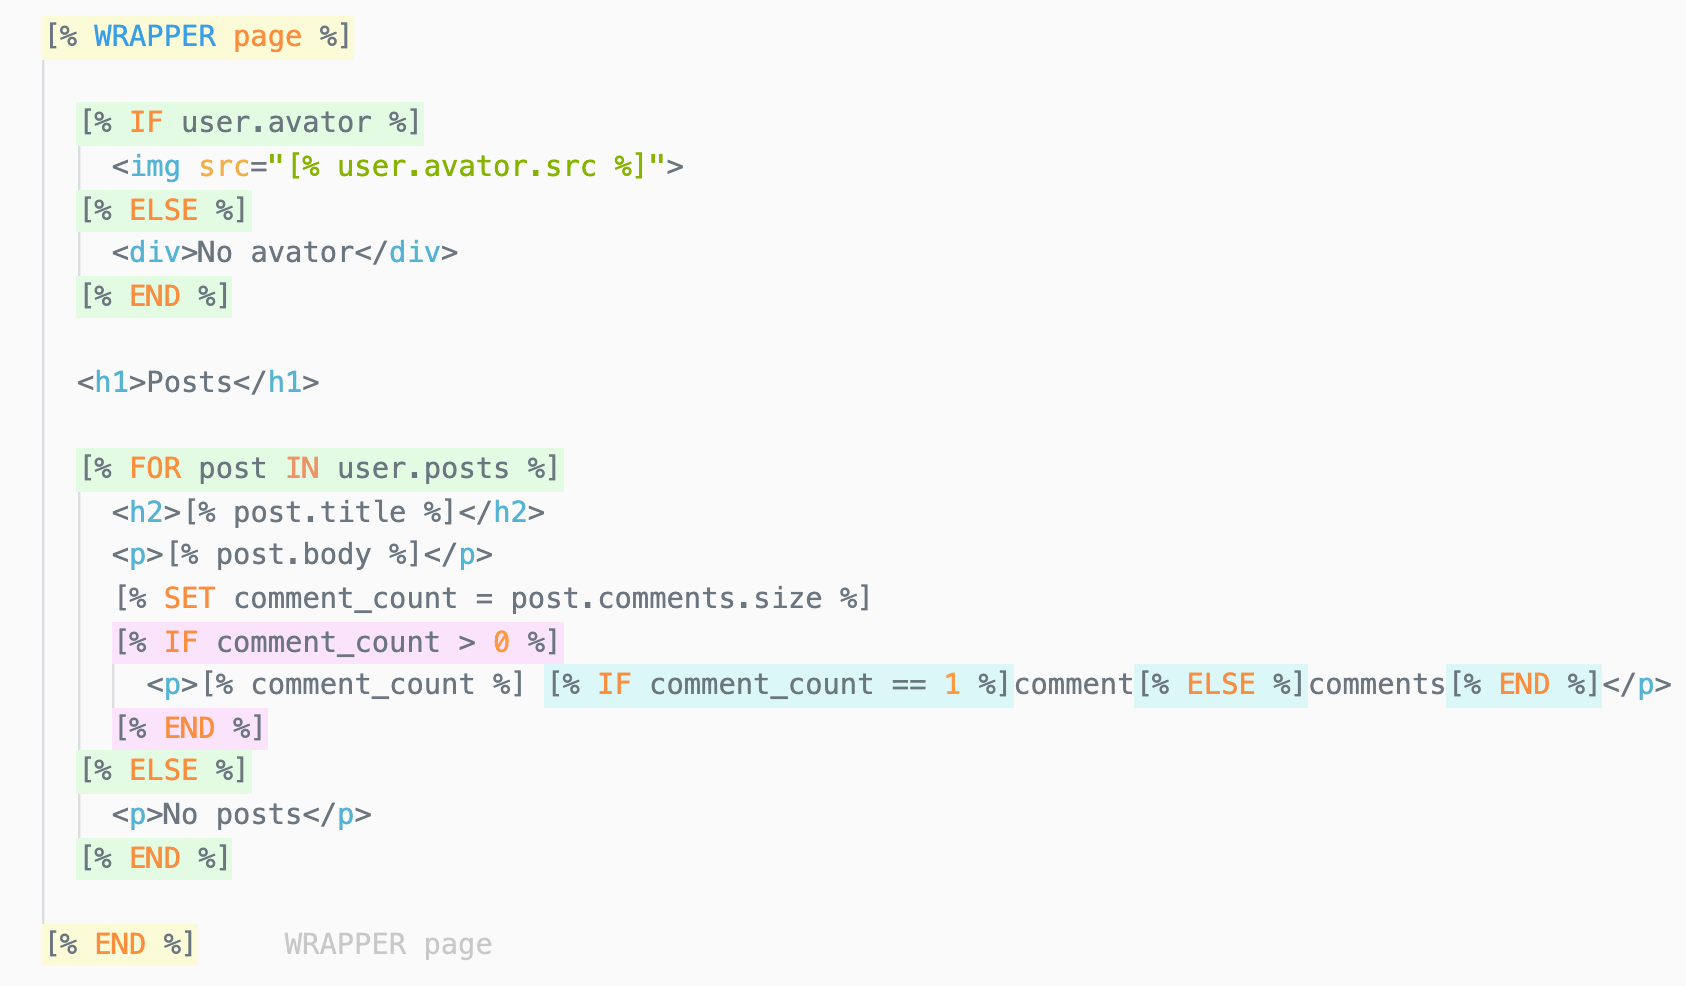 [% WRAPPER page %]
[% IF user.avator %]
<img src="[% user.avator.src %]">
[% ELSE %]
<div>No avator</div>
[% END %]
<h1>Posts</h1>
[% FOR post IN user.posts %]
<h2>[% post.title %]</h2>
<p>[% post.body %]</p>
[% SET comment_count = post.comments.size %]
[% IF comment_count > 0 %]
<p>[% comment_count %] [% IF comment_count == 1 %]comment[% ELSE %]comments[% END %]</p>
[% END %]
[% ELSE %]
<p>No posts</p>
[% END %]
[% END %] WRAPPER page